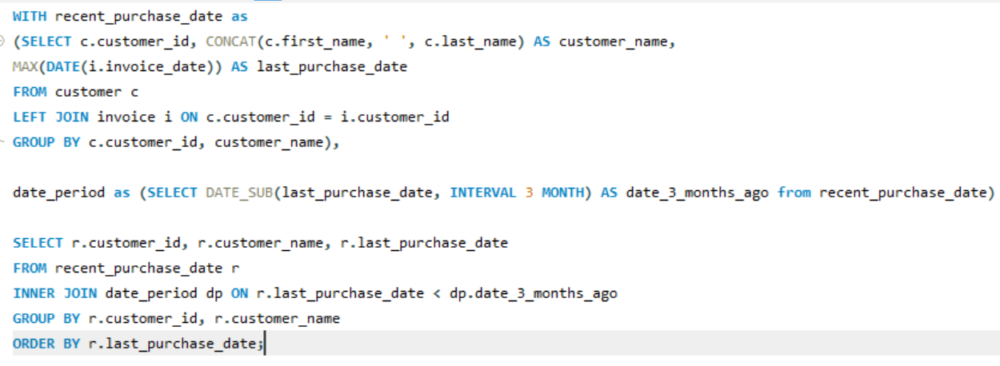 WITH recent_purchase_date as
(SELECT c.customer_id, CONCAT(c.first_name, ' ', c.last_name) AS customer_name,
MAX(DATE(i.invoice_date)) AS last_purchase_date
FROM customer c
LEFT JOIN invoice i ON c.customer_id = i.customer_id
GROUP BY c.customer_id, customer_name),
date_period as (SELECT DATE_SUB(last_purchase_date, INTERVAL 3 MONTH) AS date_3_months_ago from recent_purchase_date)
SELECT r.customer_id, r.customer_name, r.last_purchase_date
FROM recent_purchase_date r
INNER JOIN date_period dp ON r.last_purchase_date < dp.date_3_months_ago
GROUP BY r.customer_id, r.customer_name
ORDER BY r.last_purchase_date;